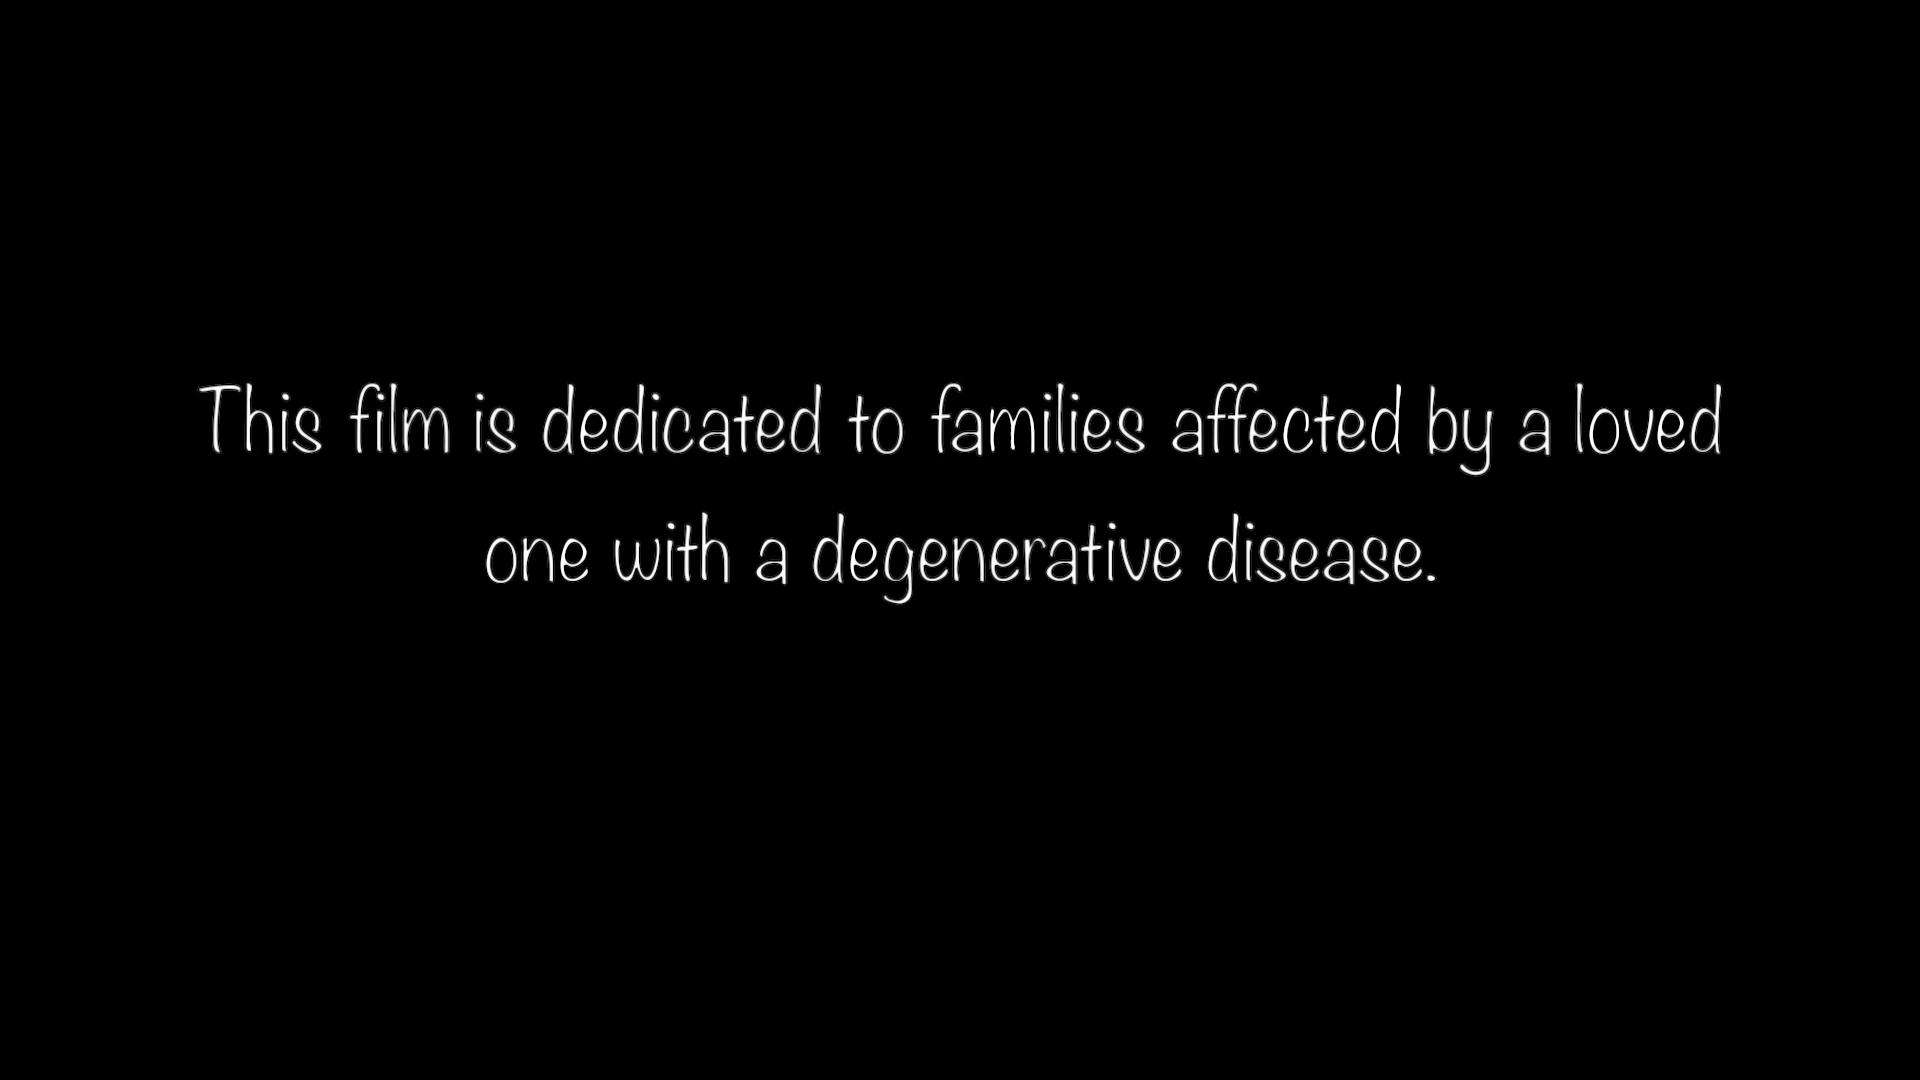 This film is dedicated to families affected by a loved
one with a degenerative disease.